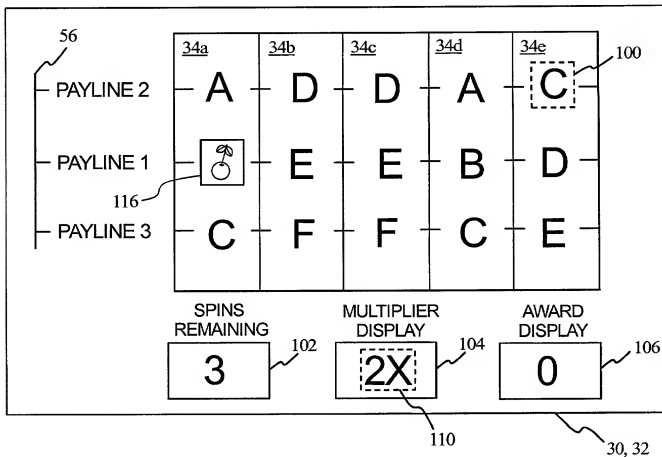 56
34a 34b 34c 34d 34e
100
PAYLINE 2 A D D A C
PAYLINE 1 E E B D
116
PAYLINE 3 C F F C E
SPINS REMAINING MULTIPLIER DISPLAY AWARD DISPLAY
3 102 2X 104 0 106
110
30, 32